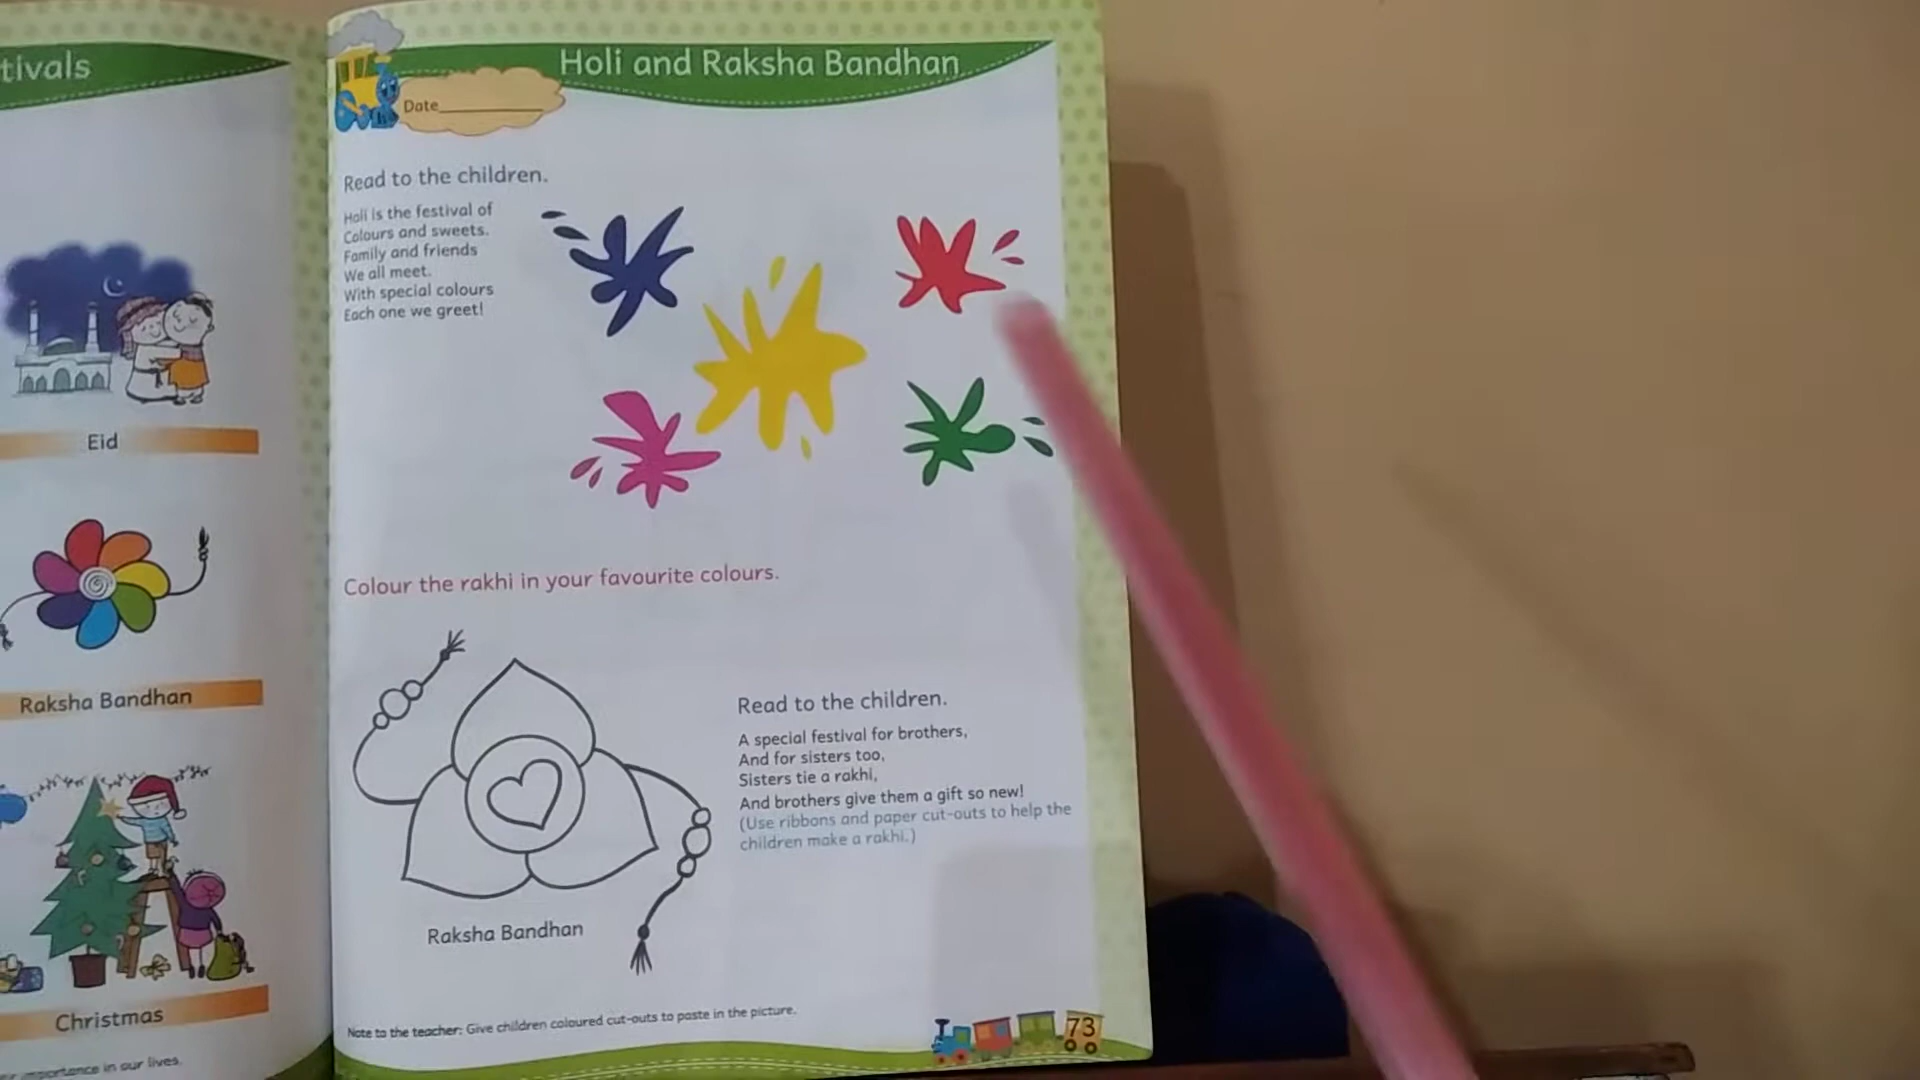 tivals
Eid
Raksha Bandhan
Christmas
importance in our lives.
Holi and Raksha Bandhan
Date
Read to the children.
Holi is the festival of
Colours and sweets.
Family and friends
We all meet.
With special colours
Each one we greet!
Colour the rakhi in your favourite colours.
Raksha Bandhan
Read to the children.
A special festival for brothers,
And for sisters too,
Sisters tie a rakhi,
And brothers give them a gift so new!
(Use ribbons and paper cut-outs to help the
children make a rakhi.)
Note to the teacher: Give children coloured cut-outs to paste in the picture.
73